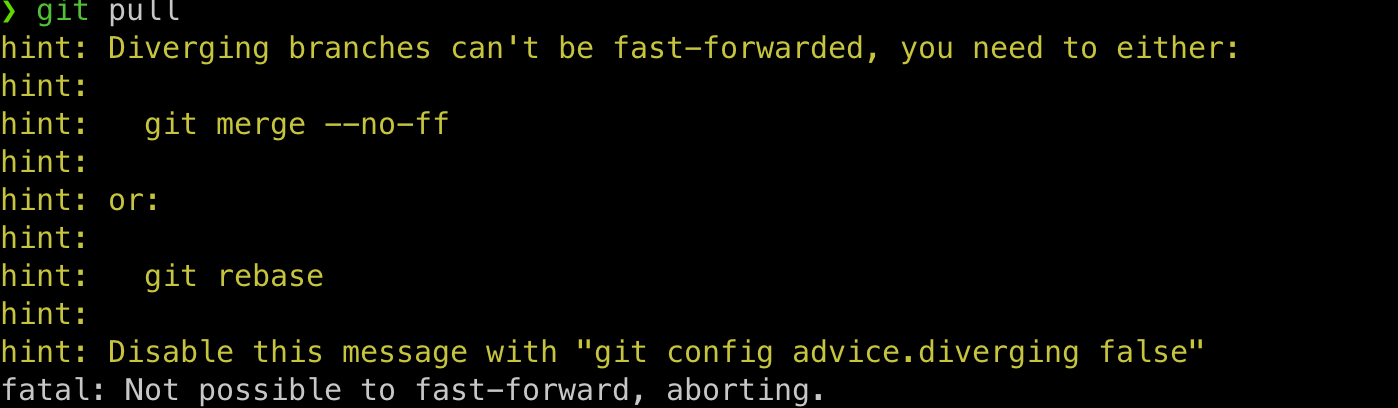 ❯ git pull
hint: Diverging branches can't be fast-forwarded, you need to either:
hint:
hint:   git merge --no-ff
hint:
hint: or:
hint:
hint:   git rebase
hint:
hint: Disable this message with "git config advice.diverging false"
fatal: Not possible to fast-forward, aborting.